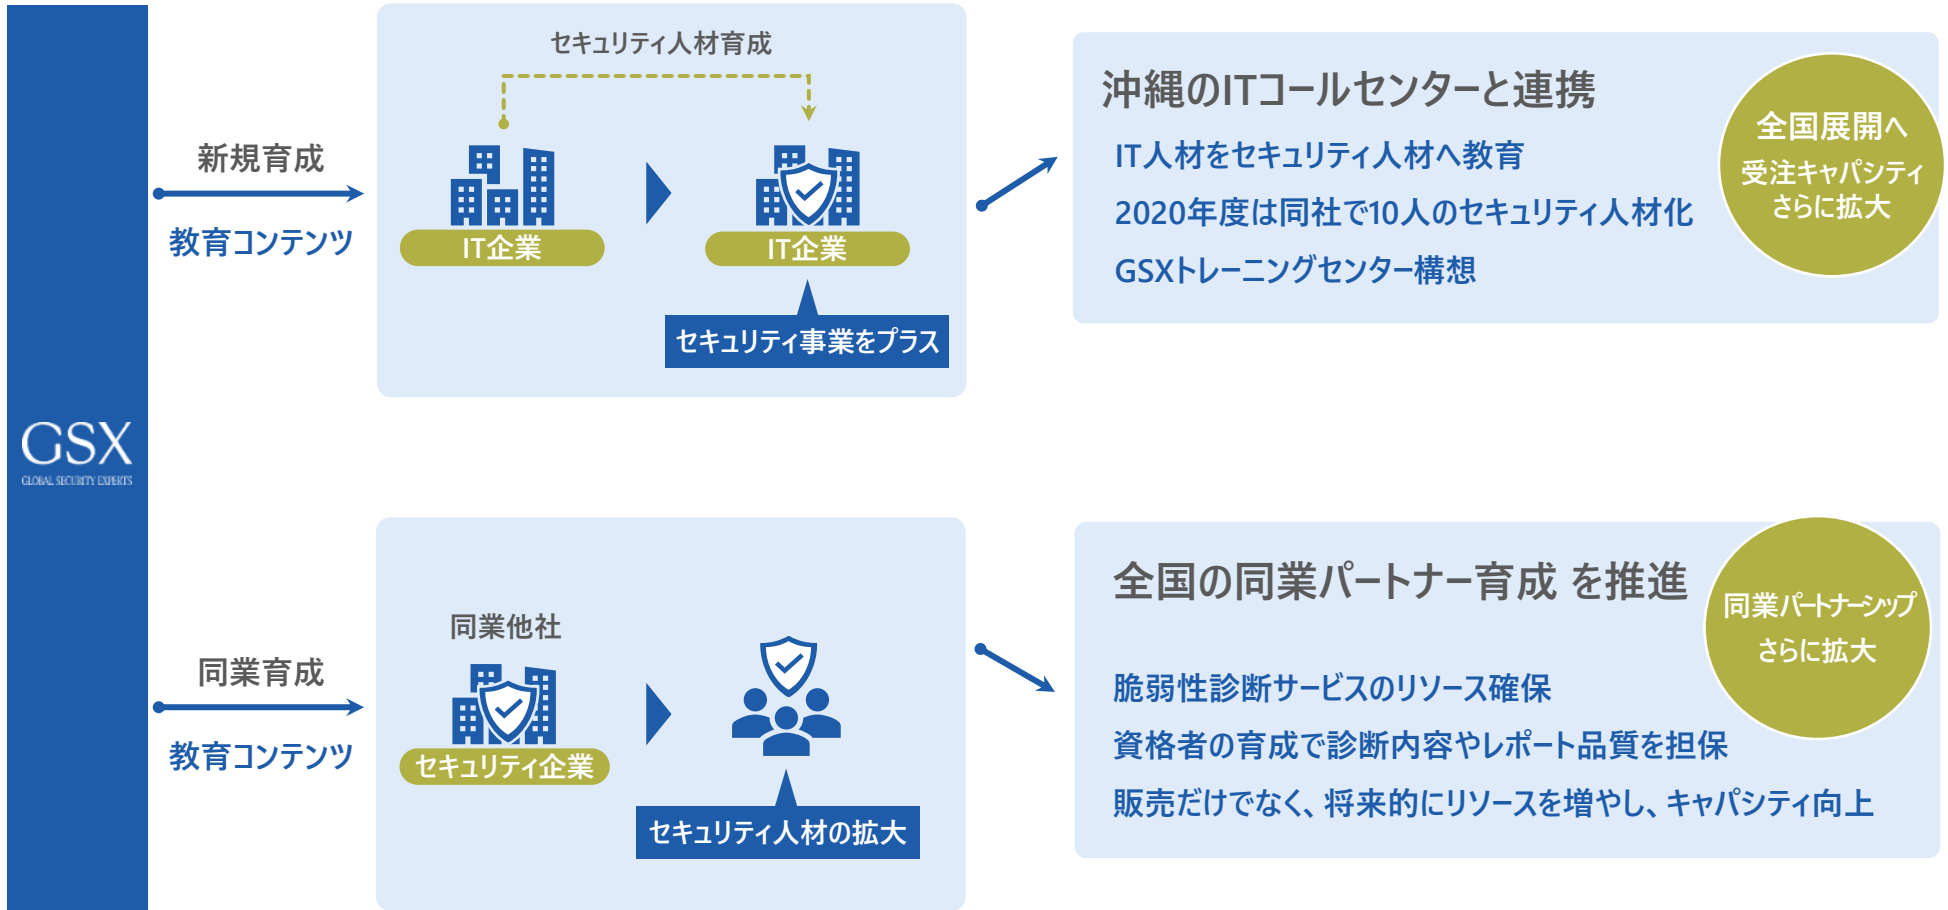 GSX
GLOBAL SECURITY EXPERTS
新規育成
教育コンテンツ
セキュリティ人材育成
IT企業
IT企業
セキュリティ事業をプラス
沖縄のITコールセンターと連携
IT人材をセキュリティ人材へ教育
2020年度は同社で10人のセキュリティ人材化
GSXトレーニングセンター構想
全国展開へ
受注キャパシティ
さらに拡大
同業育成
教育コンテンツ
同業他社
セキュリティ企業
セキュリティ人材の拡大
全国の同業パートナー育成 を推進
脆弱性診断サービスのリソース確保
資格者の育成で診断内容やレポート品質を担保
販売だけでなく、将来的にリソースを増やし、キャパシティ向上
同業パートナーシップ
さらに拡大